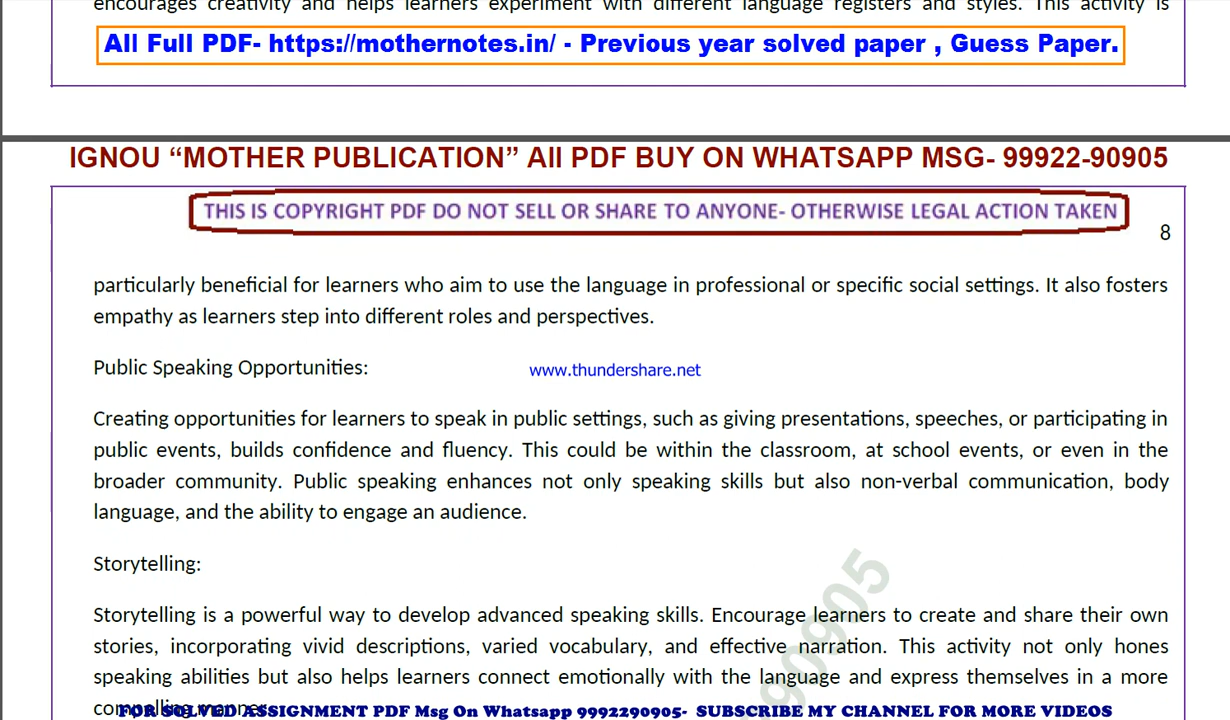 encourages creativity and helps learners experiment with different language registers and styles. This activity is
All Full PDF- https://mothernotes.in/ - Previous year solved paper , Guess Paper.
IGNOU “MOTHER PUBLICATION” All PDF BUY ON WHATSAPP MSG- 99922-90905
THIS IS COPYRIGHT PDF DO NOT SELL OR SHARE TO ANYONE- OTHERWISE LEGAL ACTION TAKEN
8
particularly beneficial for learners who aim to use the language in professional or specific social settings. It also fosters
empathy as learners step into different roles and perspectives.
Public Speaking Opportunities:
www.thundershare.net
Creating opportunities for learners to speak in public settings, such as giving presentations, speeches, or participating in
public events, builds confidence and fluency. This could be within the classroom, at school events, or even in the
broader community. Public speaking enhances not only speaking skills but also non-verbal communication, body
language, and the ability to engage an audience.
Storytelling:
Storytelling is a powerful way to develop advanced speaking skills. Encourage learners to create and share their own
stories, incorporating vivid descriptions, varied vocabulary, and effective narration. This activity not only hones
speaking abilities but also helps learners connect emotionally with the language and express themselves in a more
compelling manner.
FOR SOLVED ASSIGNMENT PDF Msg On Whatsapp 9992290905- SUBSCRIBE MY CHANNEL FOR MORE VIDEOS
90905